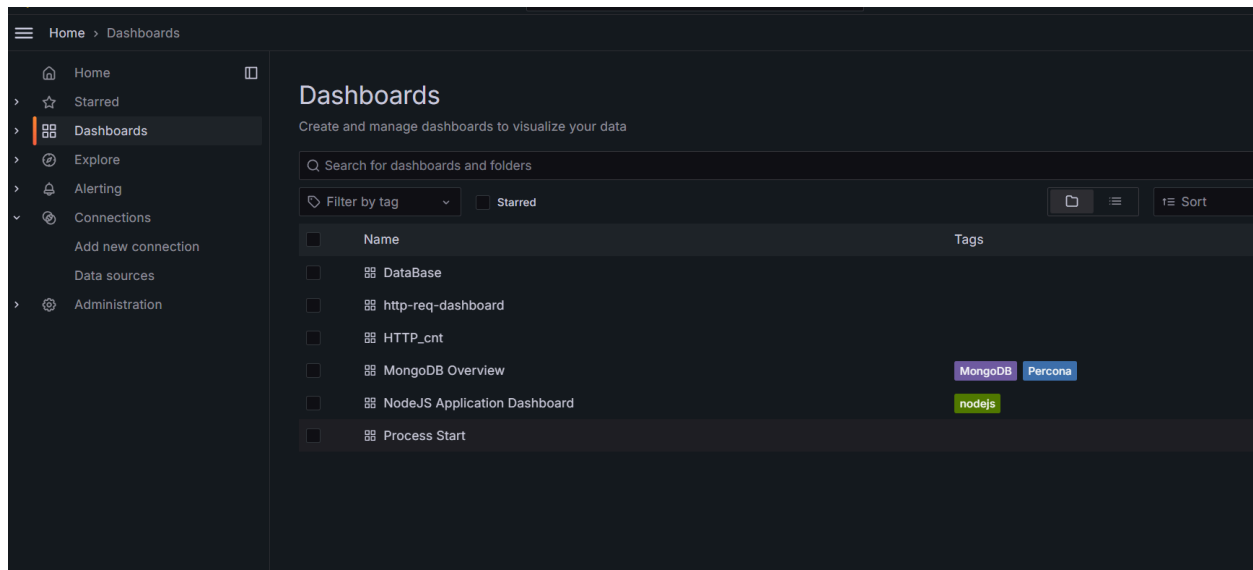 Home › Dashboards
Home
Starred
Dashboards
Explore
Alerting
Connections
Add new connection
Data sources
Administration
Dashboards
Create and manage dashboards to visualize your data
Search for dashboards and folders
Filter by tag
Starred
Sort
Name Tags
DataBase
http-req-dashboard
HTTP_cnt
MongoDB Overview MongoDB Percona
NodeJS Application Dashboard nodejs
Process Start